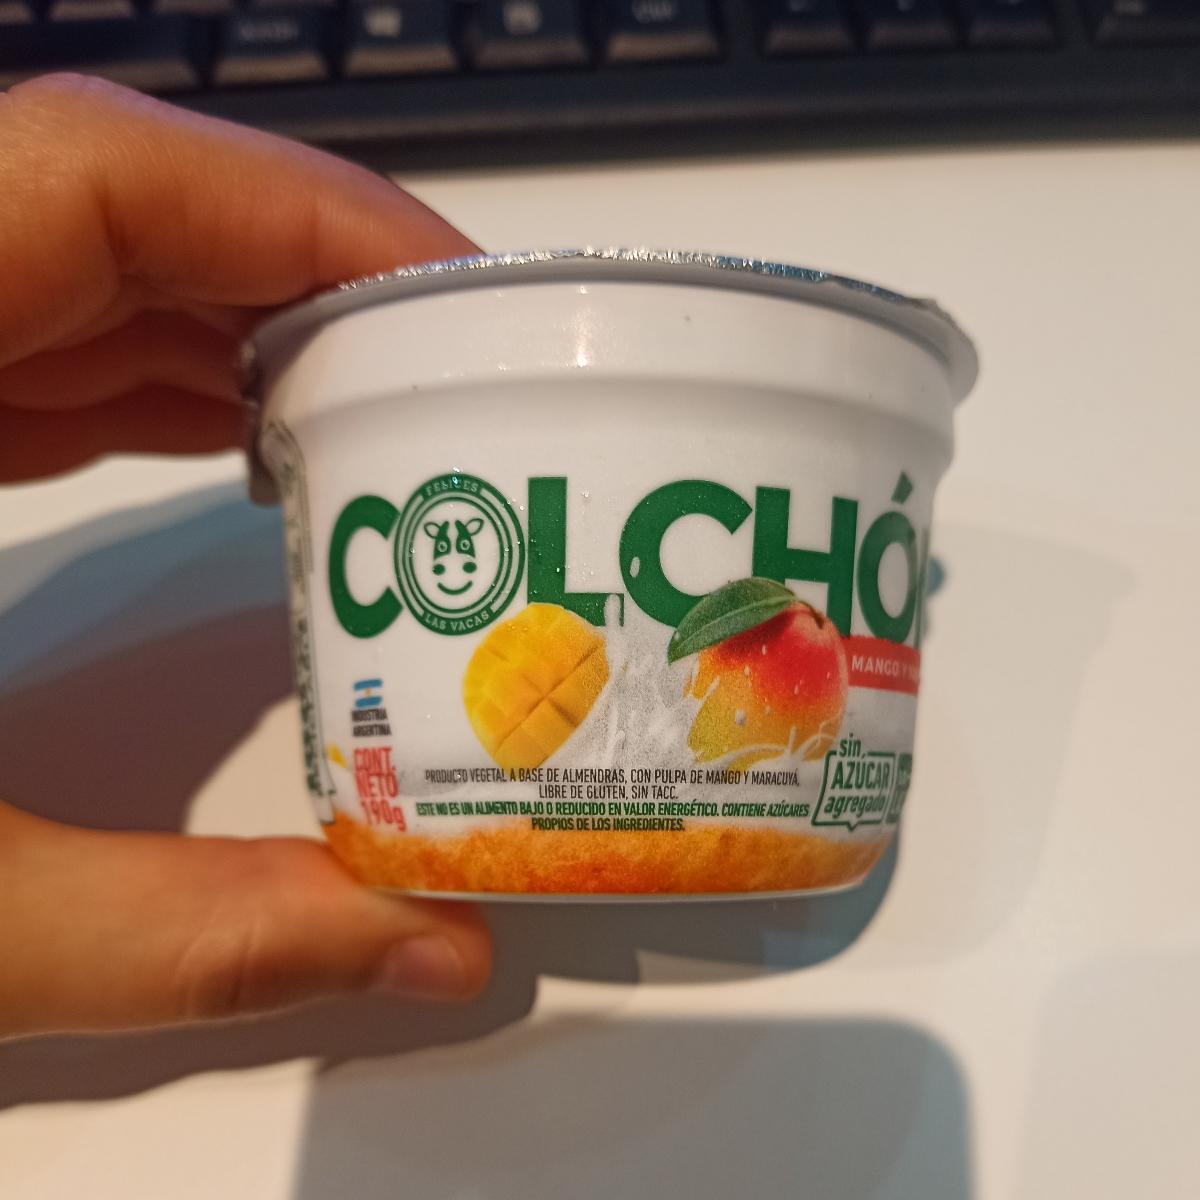 FELICES
LAS VACAS
COLCHÓ
MANGO Y
INDUSTRIA
ARGENTINA
CONT.
NETO
190g
PRODUCTO VEGETAL A BASE DE ALMENDRAS, CON PULPA DE MANGO Y MARACUYÁ,
LIBRE DE GLUTEN, SIN TACC.
ESTE NO ES UN ALIMENTO BAJO O REDUCIDO EN VALOR ENERGÉTICO. CONTIENE AZÚCARES
PROPIOS DE LOS INGREDIENTES.
sin
AZÚCAR
agregado